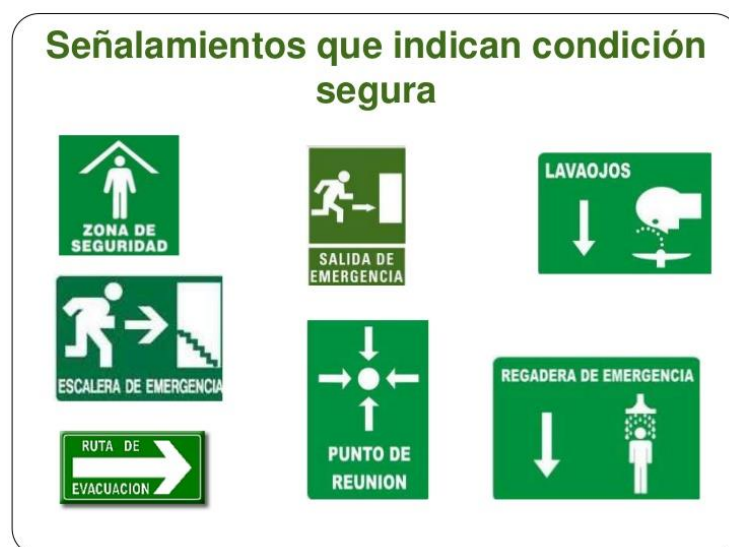 Señalamientos que indican condición
segura
ZONA DE
SEGURIDAD
SALIDA DE
EMERGENCIA
LAVAOJOS
ESCALERA DE EMERGENCIA
PUNTO DE
REUNION
REGADERA DE EMERGENCIA
RUTA DE
EVACUACION